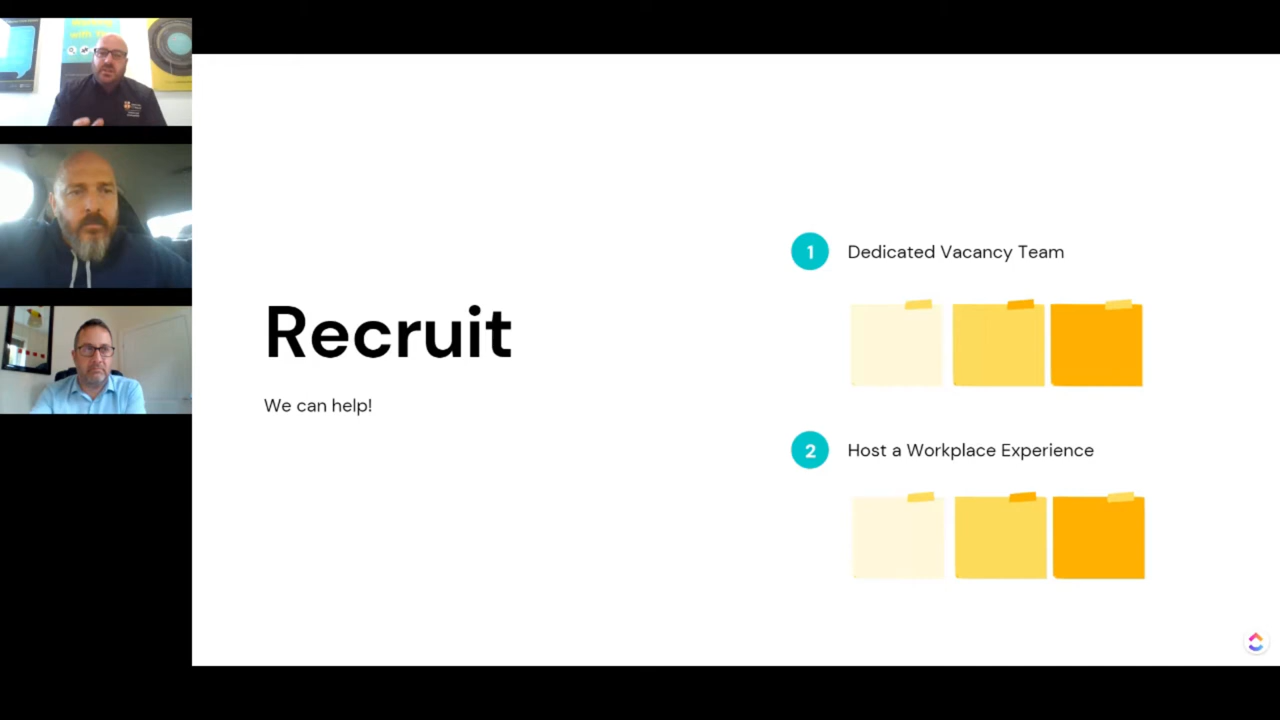 Recruit
We can help!
1 Dedicated Vacancy Team
2 Host a Workplace Experience